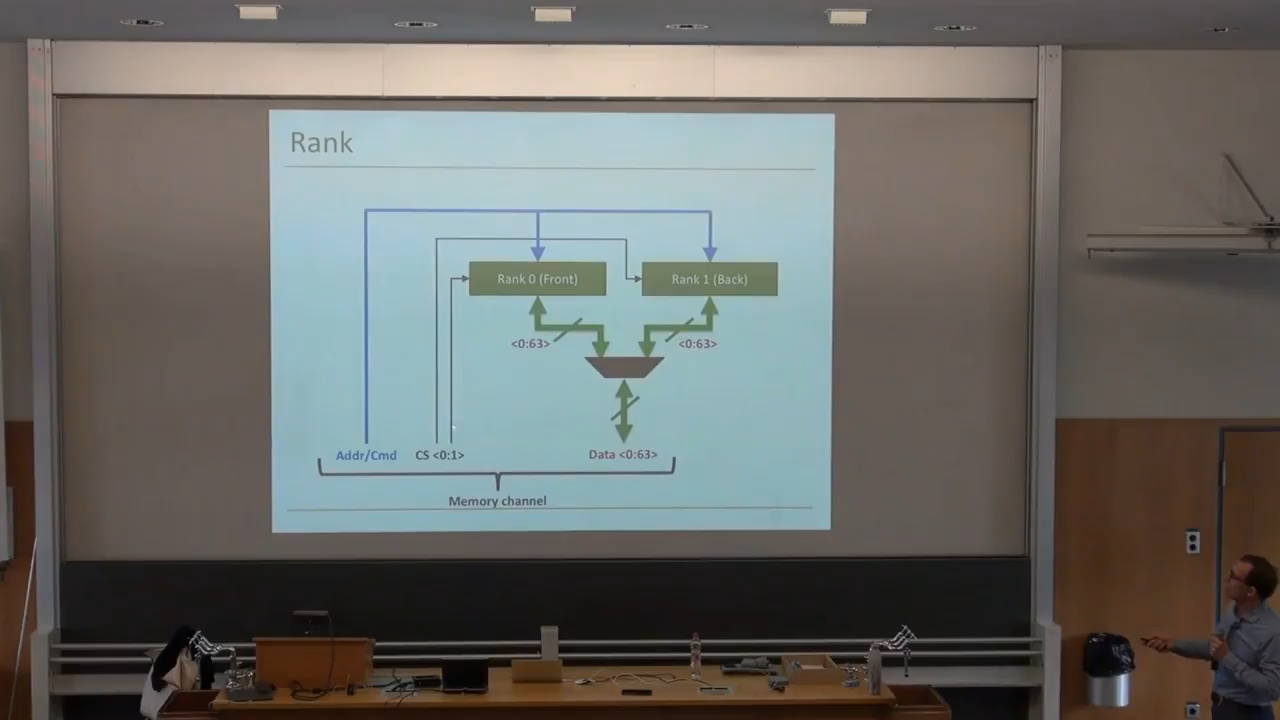 Rank
Rank 0 (Front)
Rank 1 (Back)
<0:63>
<0:63>
Addr/Cmd
CS <0:1>
Data <0:63>
Memory channel